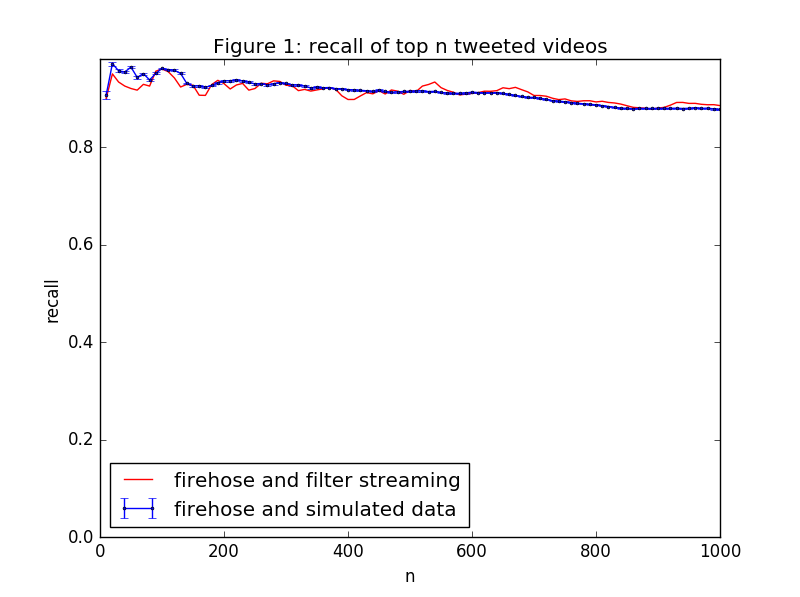 Figure 1: recall of top n tweeted videos
recall
0.8
0.6
0.4
0.2
0.0
firehose and filter streaming
firehose and simulated data
0 200 400 600 800 1000
n